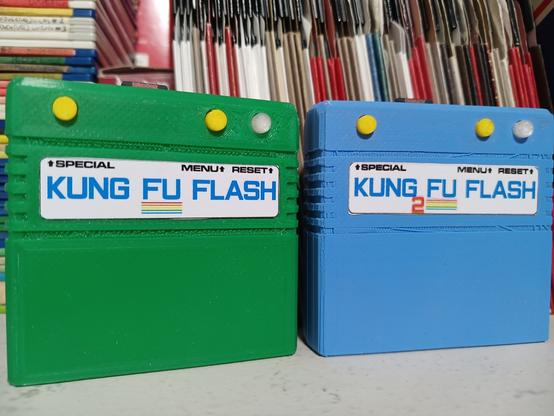 ⬆SPECIAL MENU⬆ RESET⬆
KUNG FU FLASH
⬆SPECIAL MENU⬆ RESET⬆
KUNG FU FLASH
2